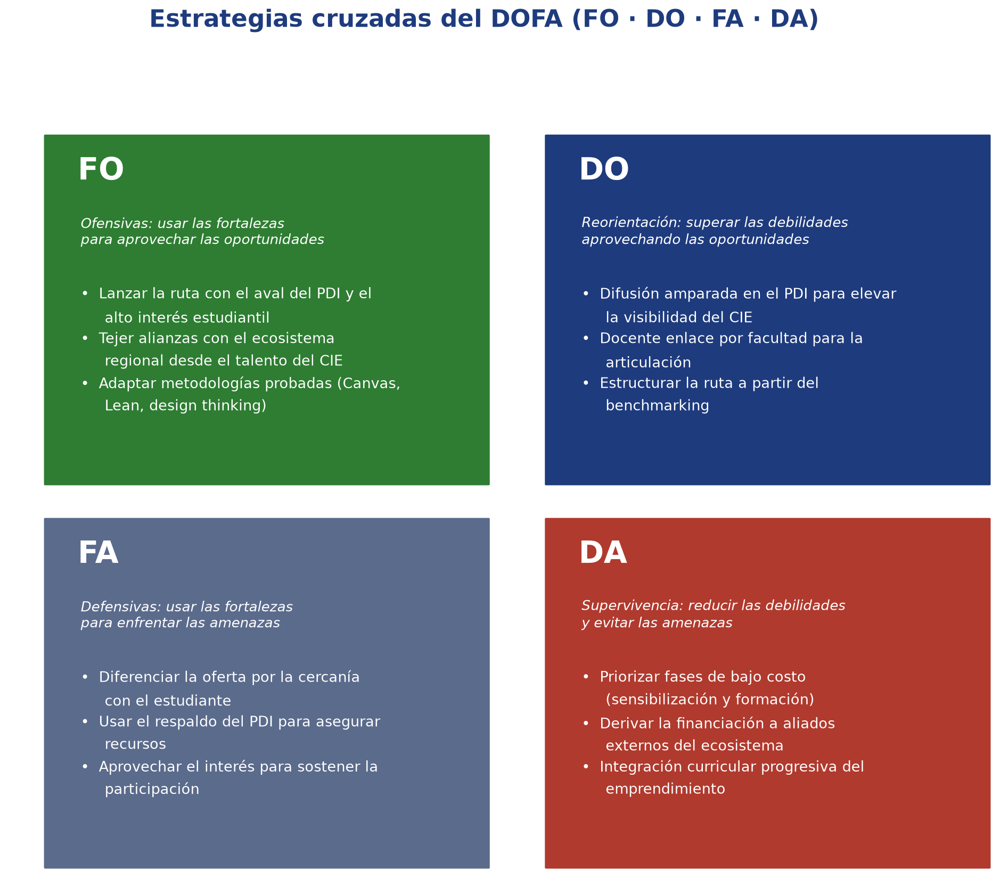 Estrategias cruzadas del DOFA (FO · DO · FA · DA)
FO
Ofensivas: usar las fortalezas
para aprovechar las oportunidades
• Lanzar la ruta con el aval del PDI y el
alto interés estudiantil
• Tejer alianzas con el ecosistema
regional desde el talento del CIE
• Adaptar metodologías probadas (Canvas,
Lean, design thinking)
DO
Reorientación: superar las debilidades
aprovechando las oportunidades
• Difusión amparada en el PDI para elevar
la visibilidad del CIE
• Docente enlace por facultad para la
articulación
• Estructurar la ruta a partir del
benchmarking
FA
Defensivas: usar las fortalezas
para enfrentar las amenazas
• Diferenciar la oferta por la cercanía
con el estudiante
• Usar el respaldo del PDI para asegurar
recursos
• Aprovechar el interés para sostener la
participación
DA
Supervivencia: reducir las debilidades
y evitar las amenazas
• Priorizar fases de bajo costo
(sensibilización y formación)
• Derivar la financiación a aliados
externos del ecosistema
• Integración curricular progresiva del
emprendimiento